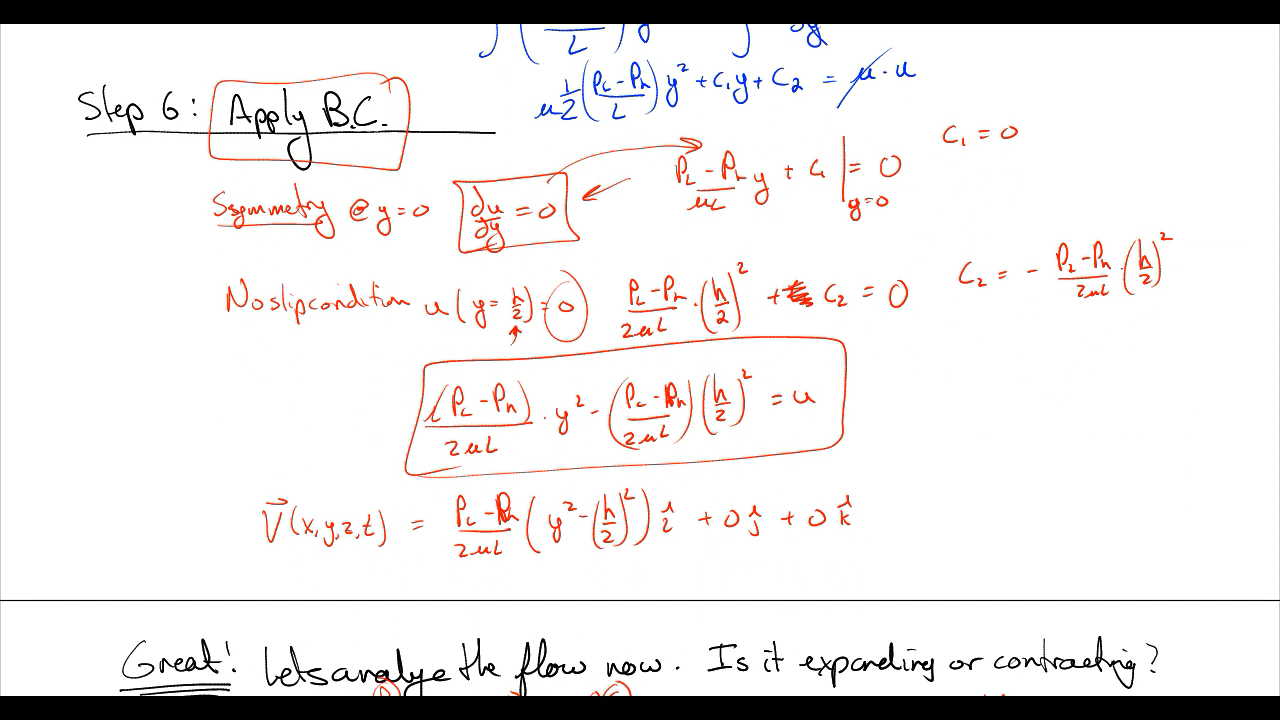 ∫ ( / L ) y ∫ dy
1/μ 1/2 ((P_L - P_h)/L) y² + C₁y + C₂ = μ · u
Step 6: Apply B.C.
(P_L - P_h)/(μL) y + C₁ |_{y=0} = 0 C₁ = 0
Ssymmetry @ y=0 du/dy = 0
No slip condition u(y = h/2) = 0 (P_L - P_h)/(2μL) · (h/2)² + C₂ = 0 C₂ = - (P_L - P_h)/(2μL) · (h/2)²
(P_L - P_h)/(2μL) · y² - ((P_L - P_h)/(2μL)) (h/2)² = u
V⃗(x,y,z,t) = (P_L - P_h)/(2μL) (y² - (h/2)²) î + 0 ĵ + 0 k̂
Great! Lets analyze the flow now. Is it expanding or contracting?